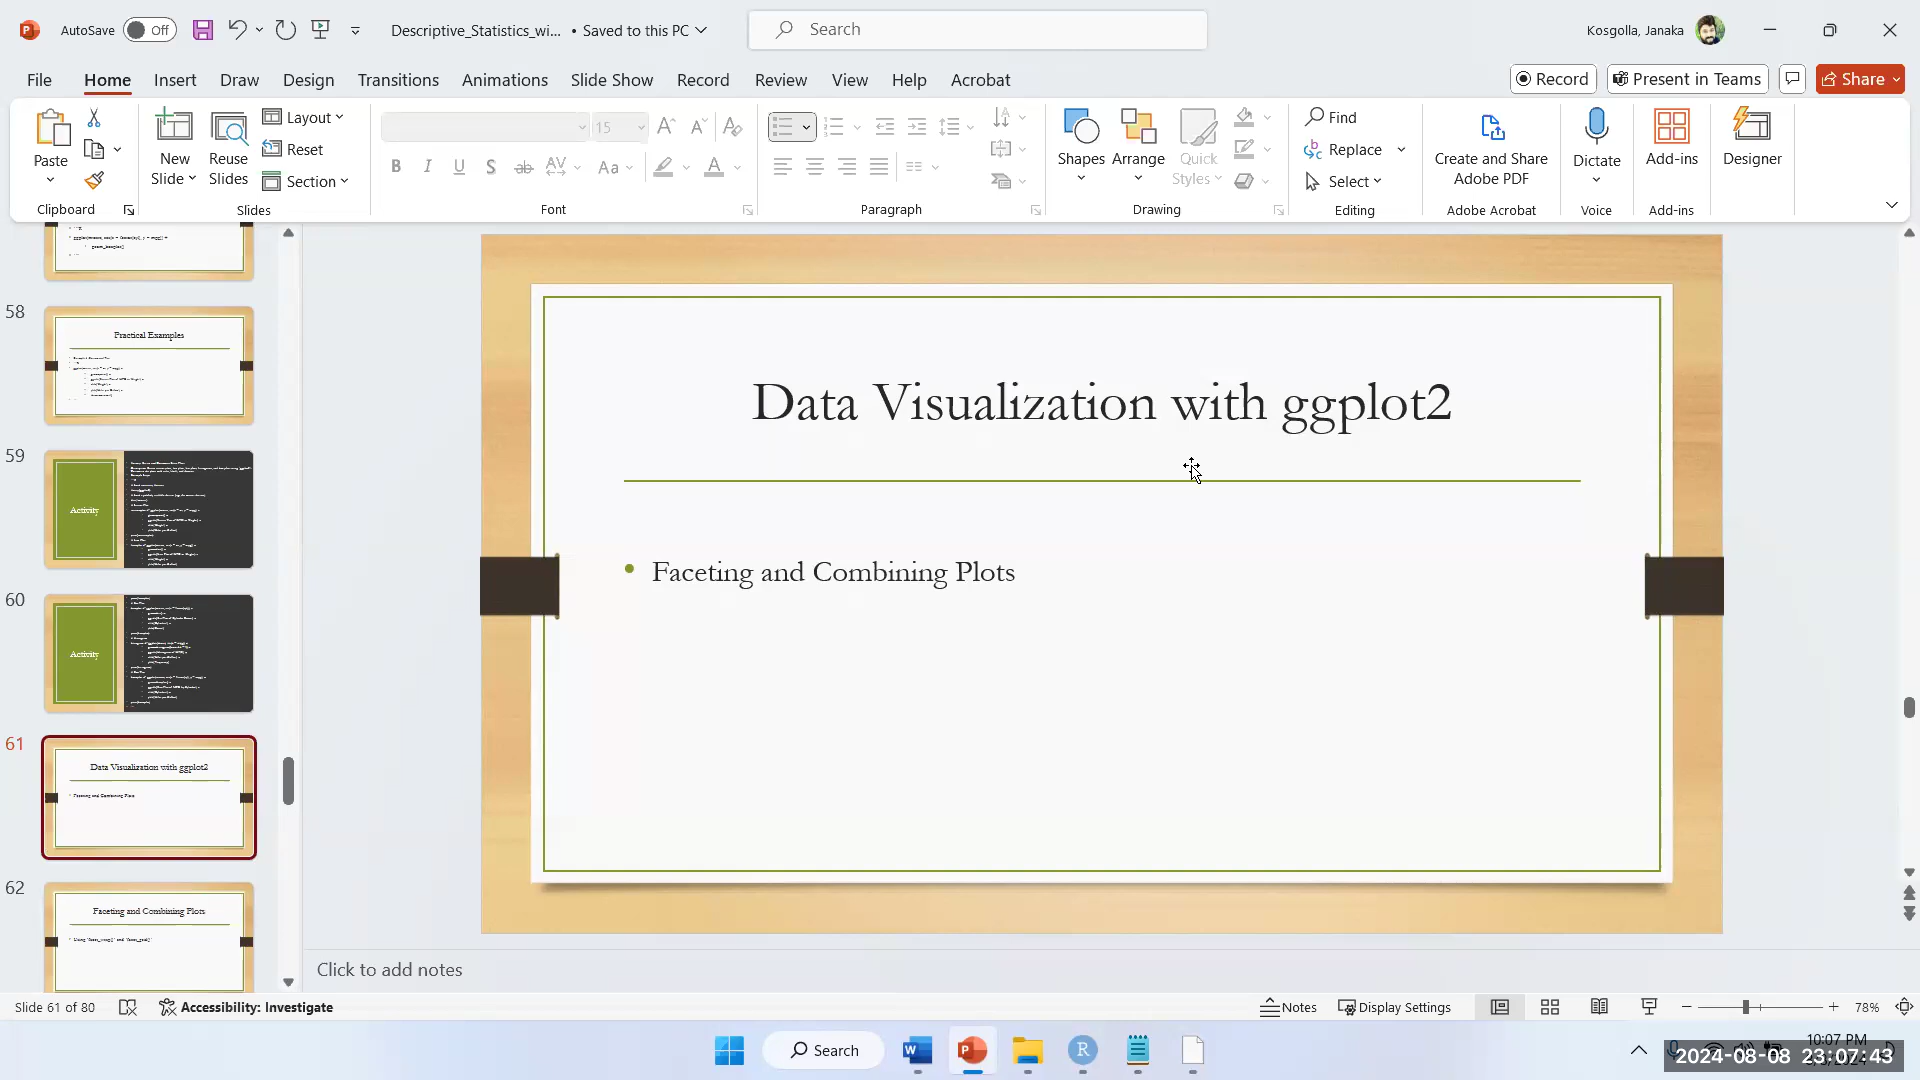 AutoSave Off Descriptive_Statistics_wi... • Saved to this PC Search Kosgolla, Janaka
File Home Insert Draw Design Transitions Animations Slide Show Record Review View Help Acrobat Record Present in Teams Share
Paste New Slide Reuse Slides Layout Reset Section 15 Shapes Arrange Quick Styles Find Replace Select Create and Share Adobe PDF Dictate Add-ins Designer
Clipboard Slides Font Paragraph Drawing Editing Adobe Acrobat Voice Add-ins
58
Practical Examples
59
Activity
60
Activity
61
Data Visualization with ggplot2
Faceting and Combining Plots
62
Faceting and Combining Plots
Data Visualization with ggplot2
• Faceting and Combining Plots
Click to add notes
Slide 61 of 80 Accessibility: Investigate Notes Display Settings 78%
Search
10:07 PM
2024-08-08 23:07:43